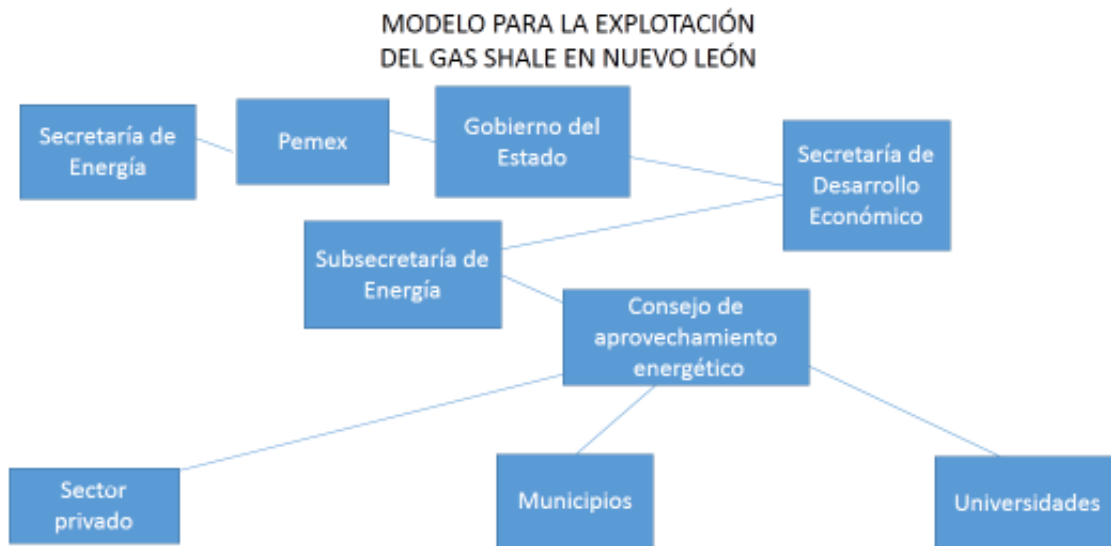 MODELO PARA LA EXPLOTACIÓN
DEL GAS SHALE EN NUEVO LEÓN
Secretaría de
Energía
Pemex
Gobierno del
Estado
Secretaría de
Desarrollo
Económico
Subsecretaría de
Energía
Consejo de
aprovechamiento
energético
Sector
privado
Municipios
Universidades